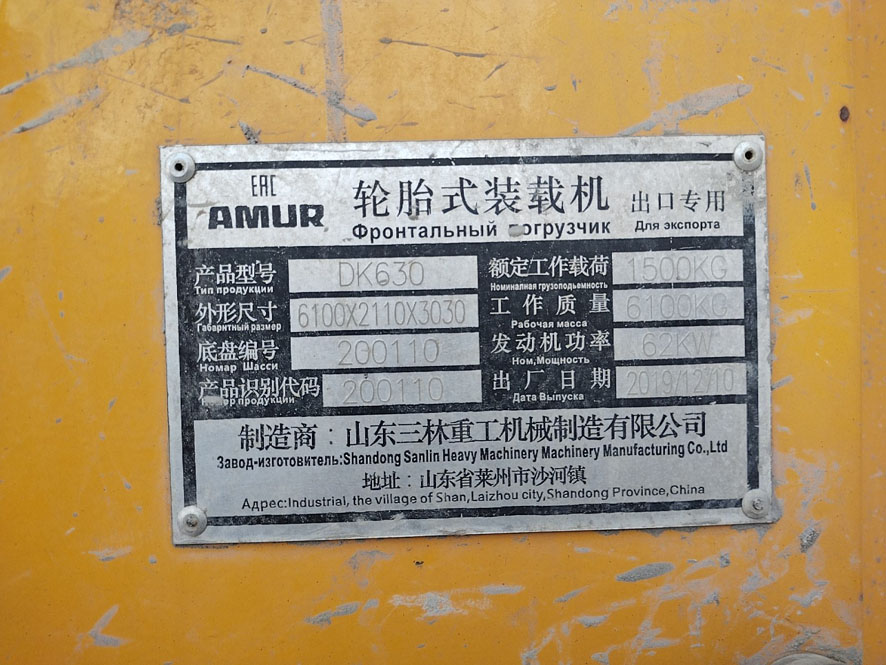 EAC
AMUR 轮胎式装载机 出口专用
Фронтальный погрузчик Для экспорта
产品型号 DK630 额定工作载荷 1500KG
Тип продукции Номиналная грузоподьемность
外形尺寸 6100X2110X3030 工作质量 6100KG
Габаритный размер Рабочая масса
底盘编号 200110 发动机功率 62KW
Номар Шасси Ном,Мощность
产品识别代码 200110 出厂日期 2019/12/10
продукции Дата Выпуска
制造商：山东三林重工机械制造有限公司
Завод-изготовитель:Shandong Sanlin Heavy Machinery Machinery Manufacturing Co.,Ltd
地址：山东省莱州市沙河镇
Адрес:Industrial, the village of Shan,Laizhou city,Shandong Province,China